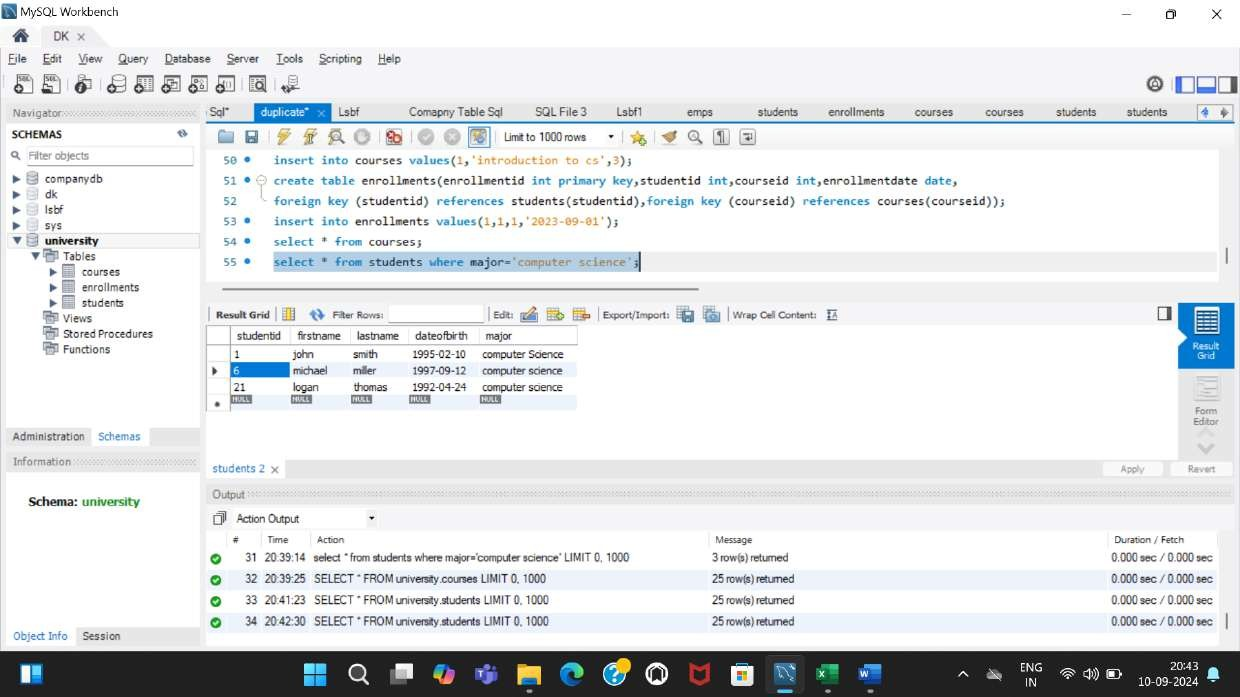 MySQL Workbench
DK
File Edit View Query Database Server Tools Scripting Help
Navigator
SCHEMAS
Filter objects
companydb
dk
lsbf
sys
university
Tables
courses
enrollments
students
Views
Stored Procedures
Functions
Administration Schemas
Information
Schema: university
Object Info Session
Sql* duplicate* Lsbf Comapny Table Sql SQL File 3 Lsbf1 emps students enrollments courses courses students students
Limit to 1000 rows
50 insert into courses values(1,'introduction to cs',3);
51 create table enrollments(enrollmentid int primary key,studentid int,courseid int,enrollmentdate date,
52 foreign key (studentid) references students(studentid),foreign key (courseid) references courses(courseid));
53 insert into enrollments values(1,1,1,'2023-09-01');
54 select * from courses;
55 select * from students where major='computer science';
Result Grid Filter Rows: Edit: Export/Import: Wrap Cell Content:
studentid firstname lastname dateofbirth major
1 john smith 1995-02-10 computer Science
6 michael miller 1997-09-12 computer science
21 logan thomas 1992-04-24 computer science
NULL NULL NULL NULL NULL
Result Grid
Form Editor
students 2
Apply Revert
Output
Action Output
# Time Action Message Duration / Fetch
31 20:39:14 select * from students where major='computer science' LIMIT 0, 1000 3 row(s) returned 0.000 sec / 0.000 sec
32 20:39:25 SELECT * FROM university.courses LIMIT 0, 1000 25 row(s) returned 0.000 sec / 0.000 sec
33 20:41:23 SELECT * FROM university.students LIMIT 0, 1000 25 row(s) returned 0.000 sec / 0.000 sec
34 20:42:30 SELECT * FROM university.students LIMIT 0, 1000 25 row(s) returned 0.000 sec / 0.000 sec
ENG
IN
20:43
10-09-2024